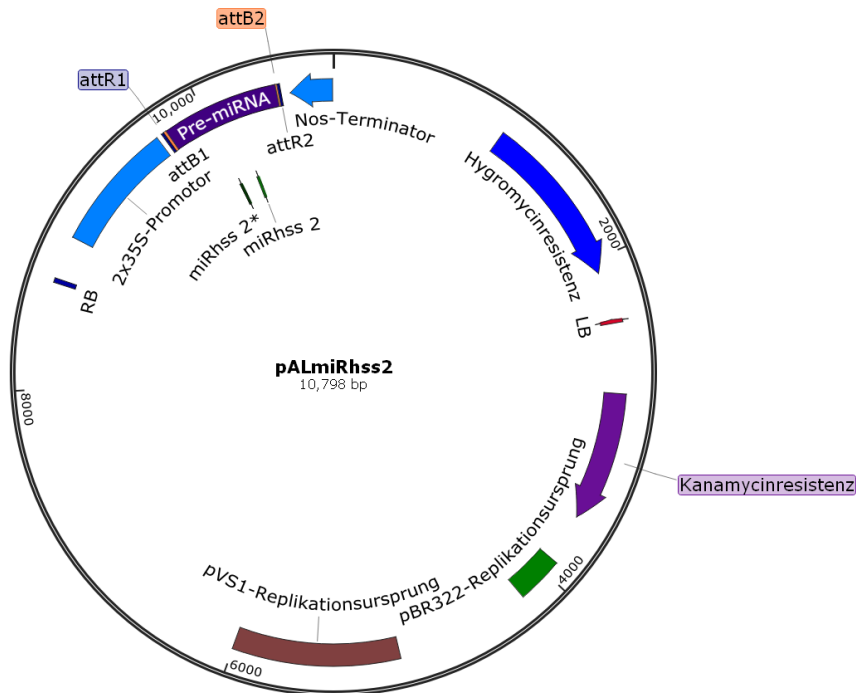 attB2
attR1
10,000
Pre-miRNA
Nos-Terminator
attR2
attB1
2x35S-Promotor
miRhss 2*
miRhss 2
Hygromycinresistenz
2000
RB
LB
pALmiRhss2
10,798 bp
8000
Kanamycinresistenz
pBR322-Replikationsursprung
4000
pVS1-Replikationsursprung
6000